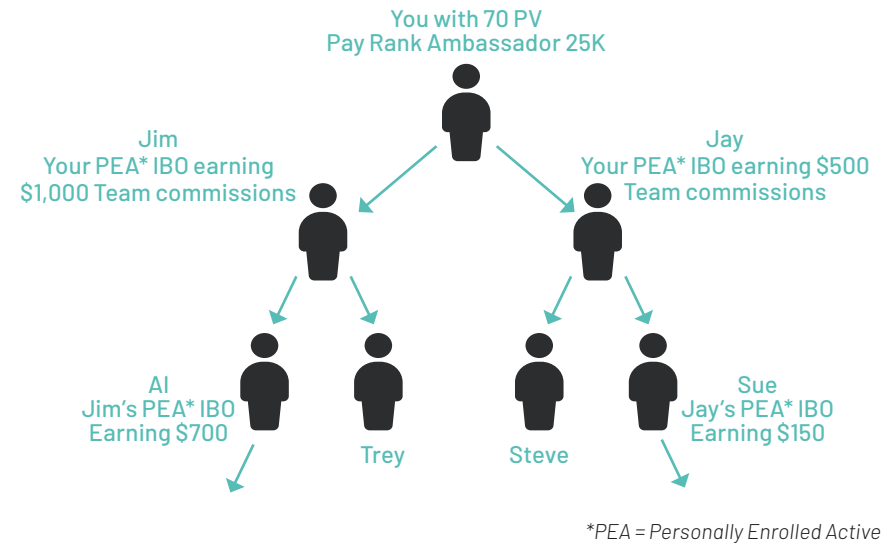 You with 70 PV
Pay Rank Ambassador 25K
Jim
Your PEA* IBO earning
$1,000 Team commissions
Jay
Your PEA* IBO earning $500
Team commissions
Al
Jim's PEA* IBO
Earning $700
Trey
Steve
Sue
Jay's PEA* IBO
Earning $150
*PEA = Personally Enrolled Active